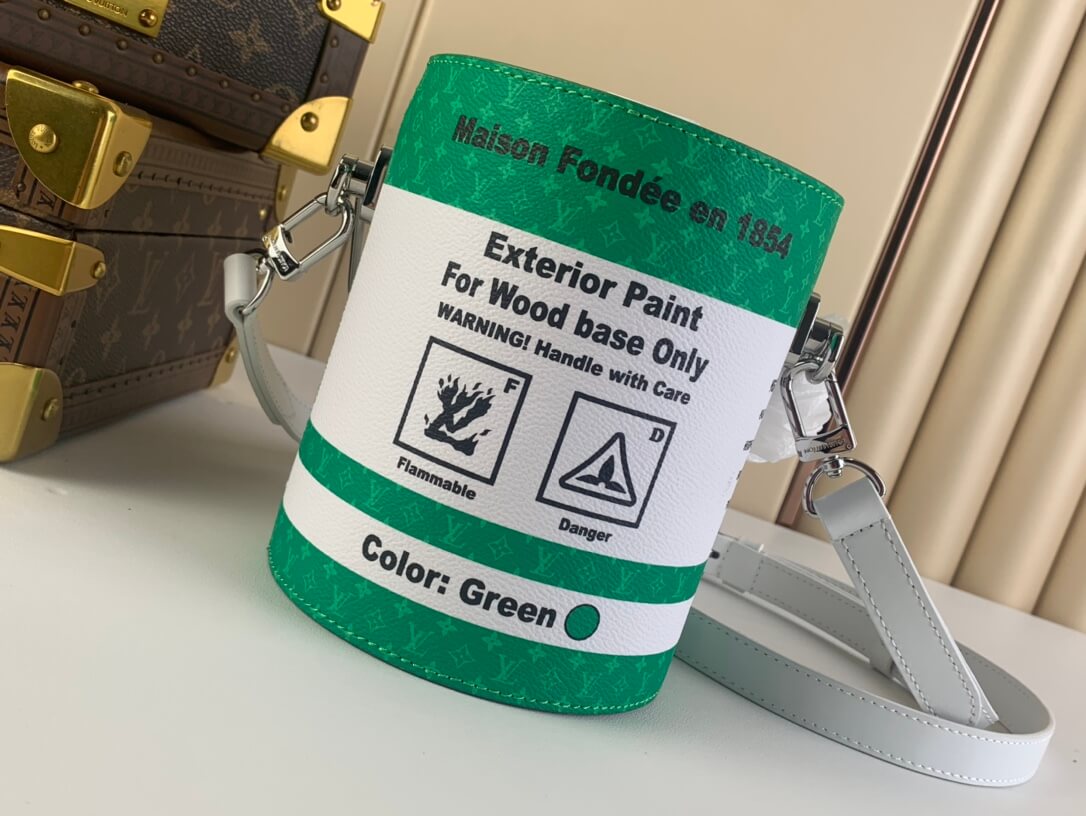 Maison Fondée en 1854
Exterior Paint
For Wood base Only
WARNING! Handle with Care
F
D
Flammable
Danger
Color: Green